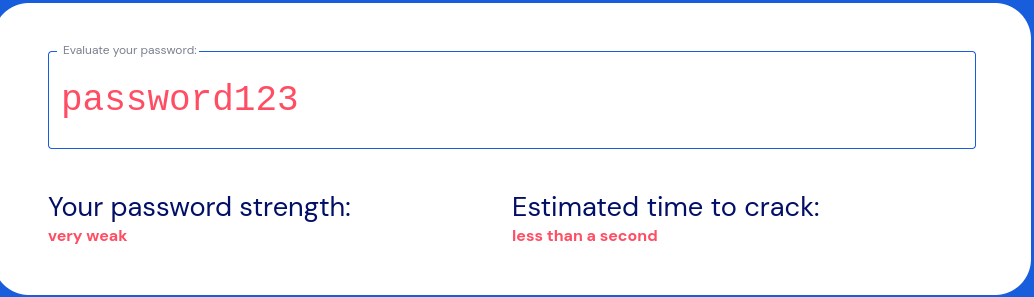 Evaluate your password:
password123
Your password strength:
very weak
Estimated time to crack:
less than a second